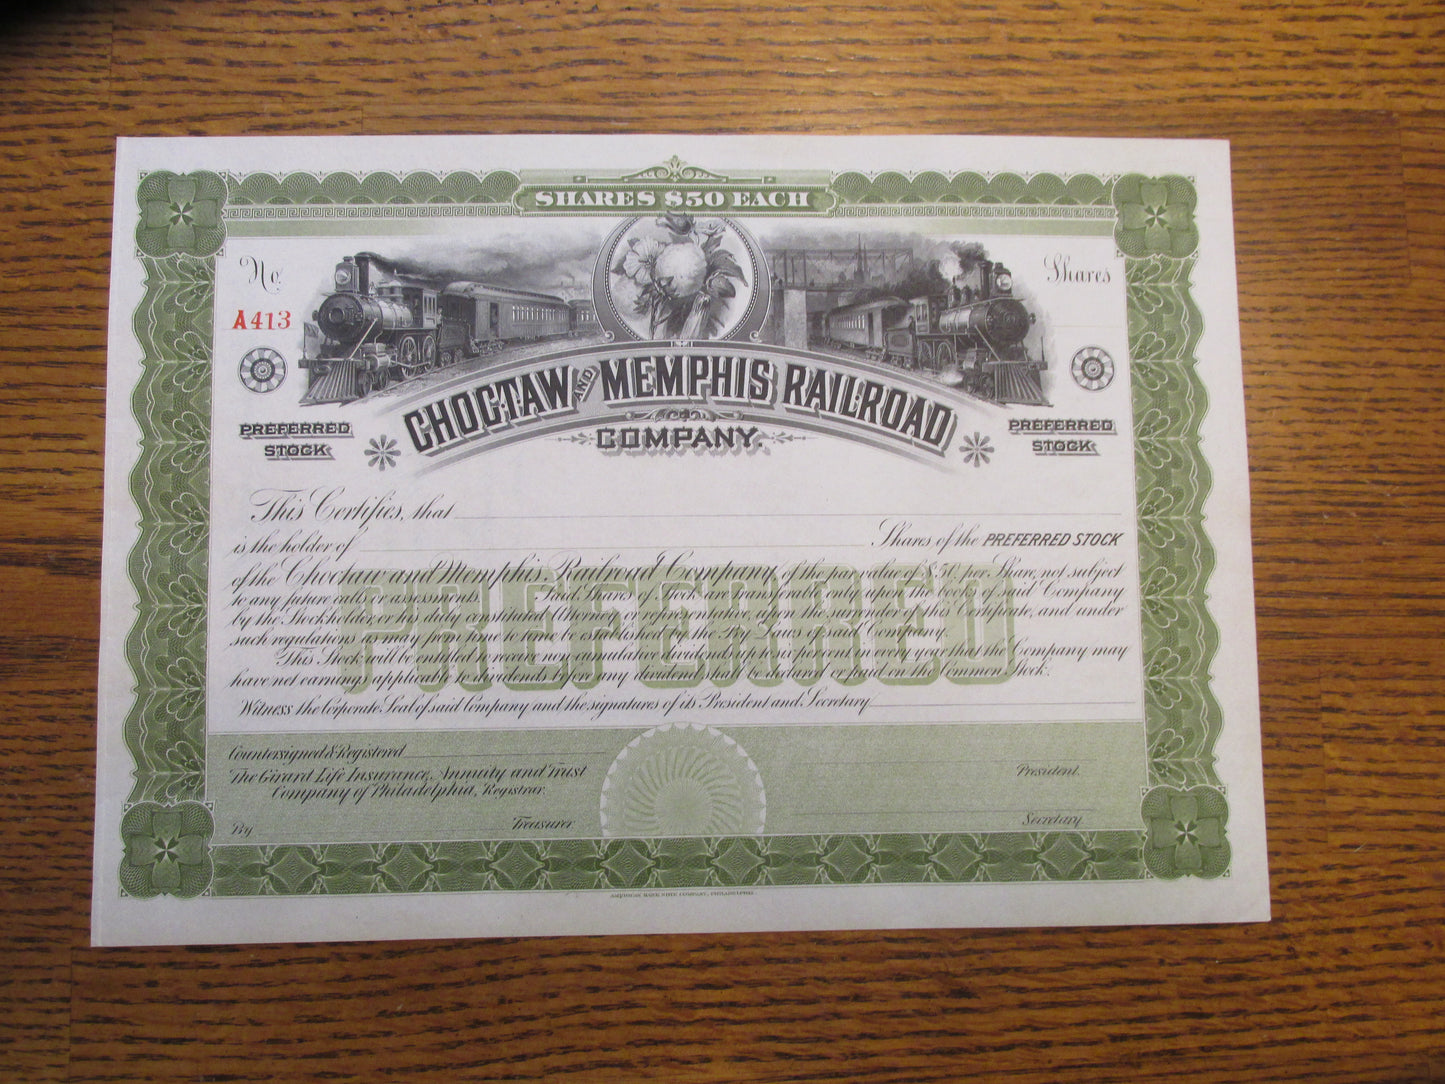 SHARES $50 EACH
No.
Shares
A413
CHOCTAW AND MEMPHIS RAILROAD
COMPANY.
PREFERRED
STOCK
PREFERRED
STOCK
This Certifies, that
is the holder of Shares of the PREFERRED STOCK
of the Choctaw and Memphis Railroad Company, of the par value of $50. per Share, not subject
to any future calls or assessments. Said Shares of Stock are transferable only upon the books of said Company
by the Stockholder, or his duly constituted Attorney or representative, upon the surrender of this Certificate, and under
such regulations as may from time to time be established by the By Laws of said Company.
This Stock will be entitled to receive non-cumulative dividends up to six per cent in every year that the Company may
have net earnings applicable to dividends before any dividend shall be declared or paid on the Common Stock.
PREFERRED
Witness the Corporate Seal of said Company and the signatures of its President and Secretary
Countersigned & Registered
The Girard Life Insurance, Annuity and Trust
Company of Philadelphia, Registrar.
By
Treasurer
President.
Secretary
AMERICAN BANK NOTE COMPANY, PHILADELPHIA